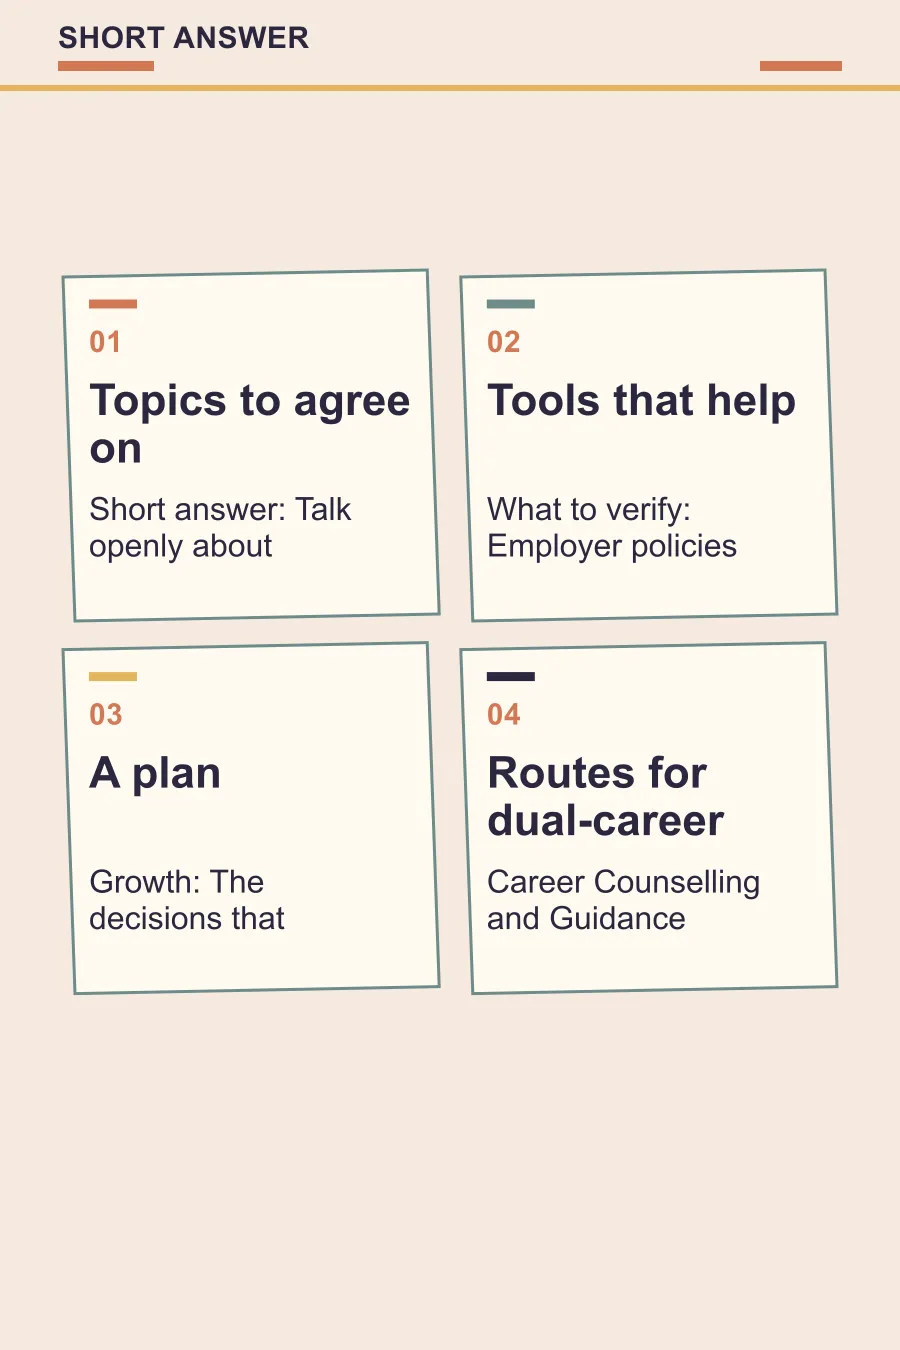 SHORT ANSWER
01
Topics to agree
on
Short answer: Talk
openly about
02
Tools that help
What to verify:
Employer policies
03
A plan
Growth: The
decisions that
04
Routes for
dual-career
Career Counselling
and Guidance